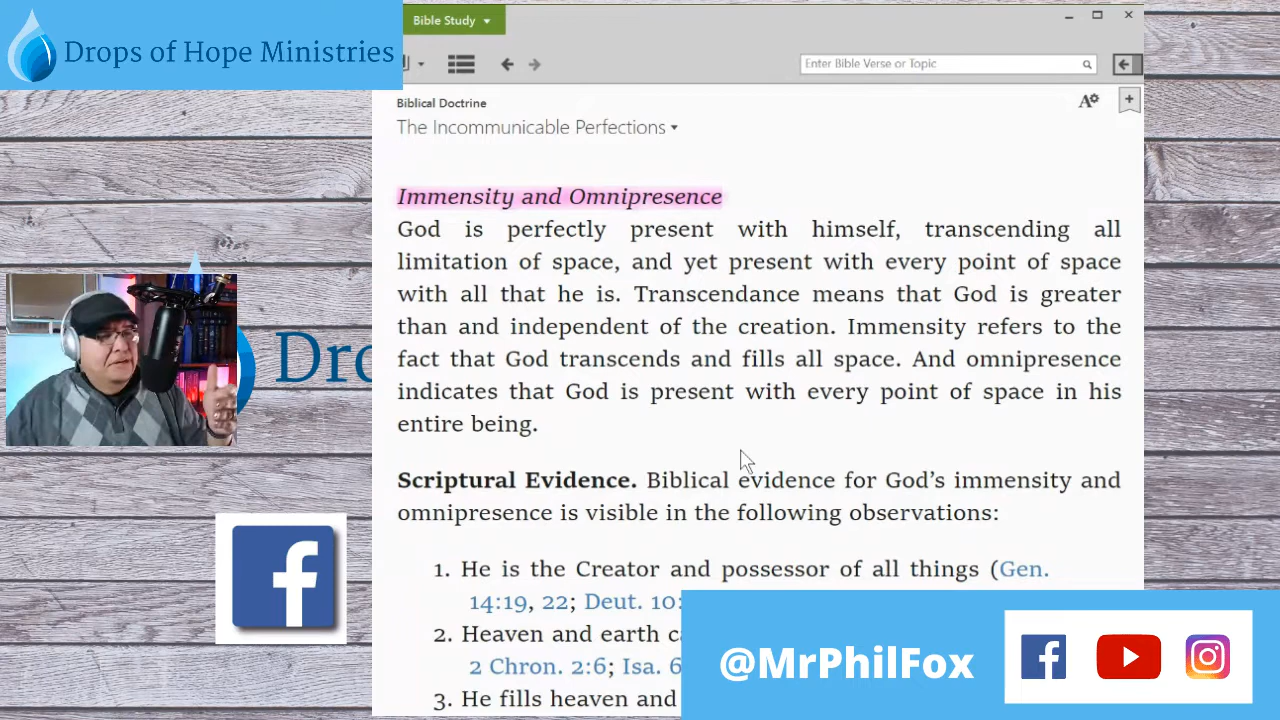 Drops of Hope Ministries
Bible Study
Enter Bible Verse or Topic
Biblical Doctrine
The Incommunicable Perfections
Immensity and Omnipresence
God is perfectly present with himself, transcending all
limitation of space, and yet present with every point of space
with all that he is. Transcendance means that God is greater
than and independent of the creation. Immensity refers to the
fact that God transcends and fills all space. And omnipresence
indicates that God is present with every point of space in his
entire being.
Scriptural Evidence. Biblical evidence for God's immensity and
omnipresence is visible in the following observations:
1. He is the Creator and possessor of all things (Gen.
14:19, 22; Deut. 10:
2. Heaven and earth
2 Chron. 2:6; Isa. 6
3. He fills heaven and
@MrPhilFox